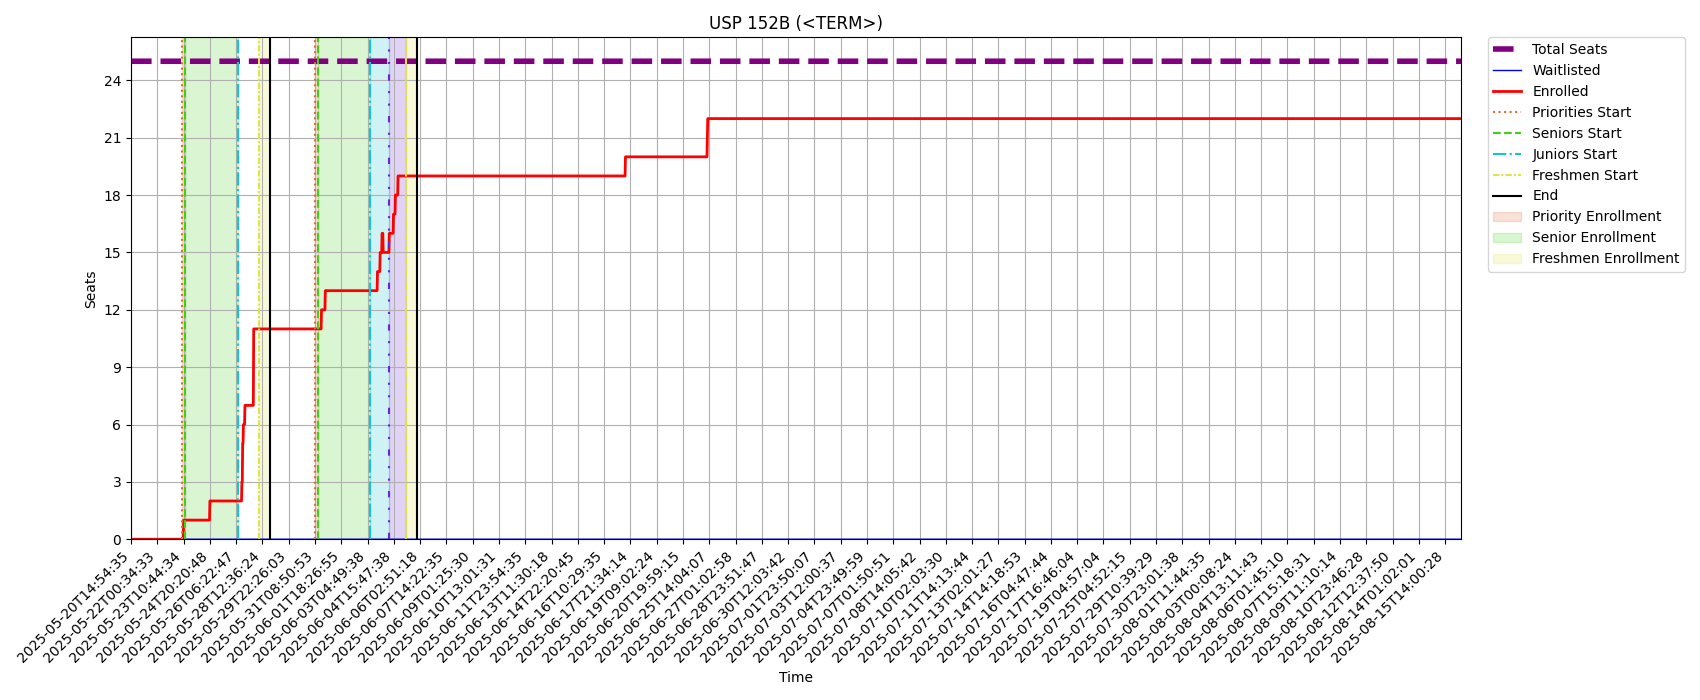 USP 152B (<TERM>)
Total Seats
Waitlisted
Enrolled
Priorities Start
Seniors Start
Juniors Start
Freshmen Start
End
Priority Enrollment
Senior Enrollment
Freshmen Enrollment
Seats
24
21
18
15
12
9
6
3
0
2025-05-20T14:54:35
2025-05-22T00:34:33
2025-05-23T10:44:34
2025-05-24T20:20:48
2025-05-26T06:22:47
2025-05-28T12:36:24
2025-05-29T22:26:03
2025-05-31T08:50:53
2025-06-01T18:26:55
2025-06-03T04:49:38
2025-06-04T15:47:38
2025-06-06T02:51:18
2025-06-07T14:22:35
2025-06-09T01:25:30
2025-06-10T13:01:31
2025-06-11T23:54:35
2025-06-13T11:30:18
2025-06-14T22:20:45
2025-06-16T10:29:35
2025-06-17T21:34:14
2025-06-19T09:02:24
2025-06-20T19:59:15
2025-06-25T14:04:07
2025-06-27T01:02:58
2025-06-28T23:51:47
2025-06-30T12:03:42
2025-07-01T23:50:07
2025-07-03T12:00:37
2025-07-04T23:49:59
2025-07-07T01:50:51
2025-07-08T14:05:42
2025-07-10T02:03:30
2025-07-11T14:13:44
2025-07-13T02:01:27
2025-07-14T14:18:53
2025-07-16T04:47:44
2025-07-17T16:46:04
2025-07-19T04:57:04
2025-07-25T04:52:15
2025-07-29T10:39:29
2025-07-30T23:01:38
2025-08-01T11:44:35
2025-08-03T00:08:24
2025-08-04T13:11:43
2025-08-06T01:45:10
2025-08-07T15:18:31
2025-08-09T11:10:14
2025-08-10T23:46:28
2025-08-12T12:37:50
2025-08-14T01:02:01
2025-08-15T14:00:28
Time